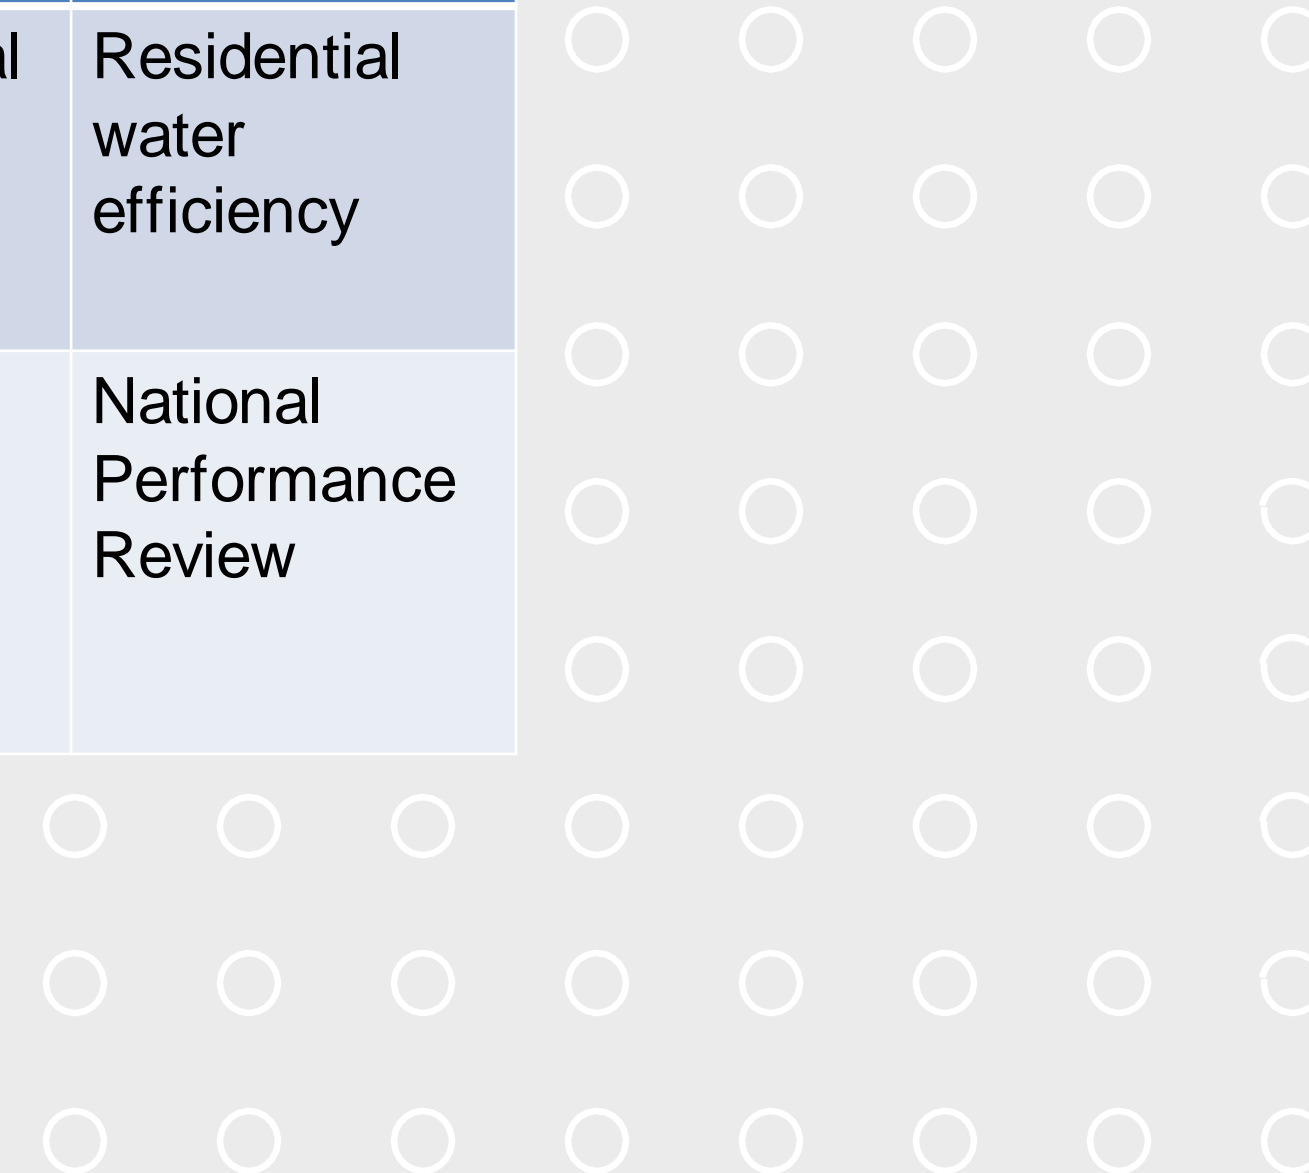 Residential
water
efficiency
National
Performance
Review